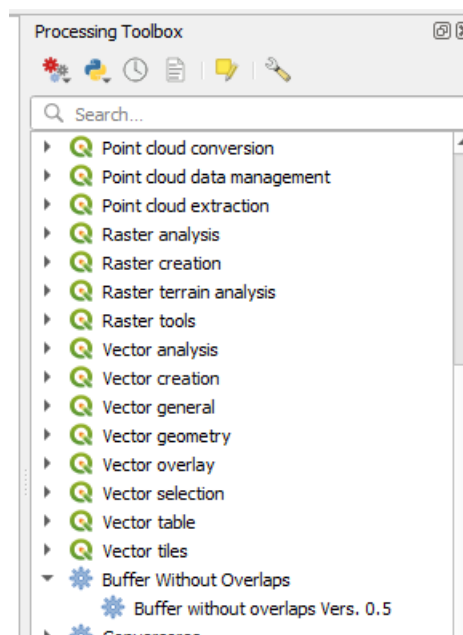 Processing Toolbox
Search...
Point cloud conversion
Point cloud data management
Point cloud extraction
Raster analysis
Raster creation
Raster terrain analysis
Raster tools
Vector analysis
Vector creation
Vector general
Vector geometry
Vector overlay
Vector selection
Vector table
Vector tiles
Buffer Without Overlaps
Buffer without overlaps Vers. 0.5